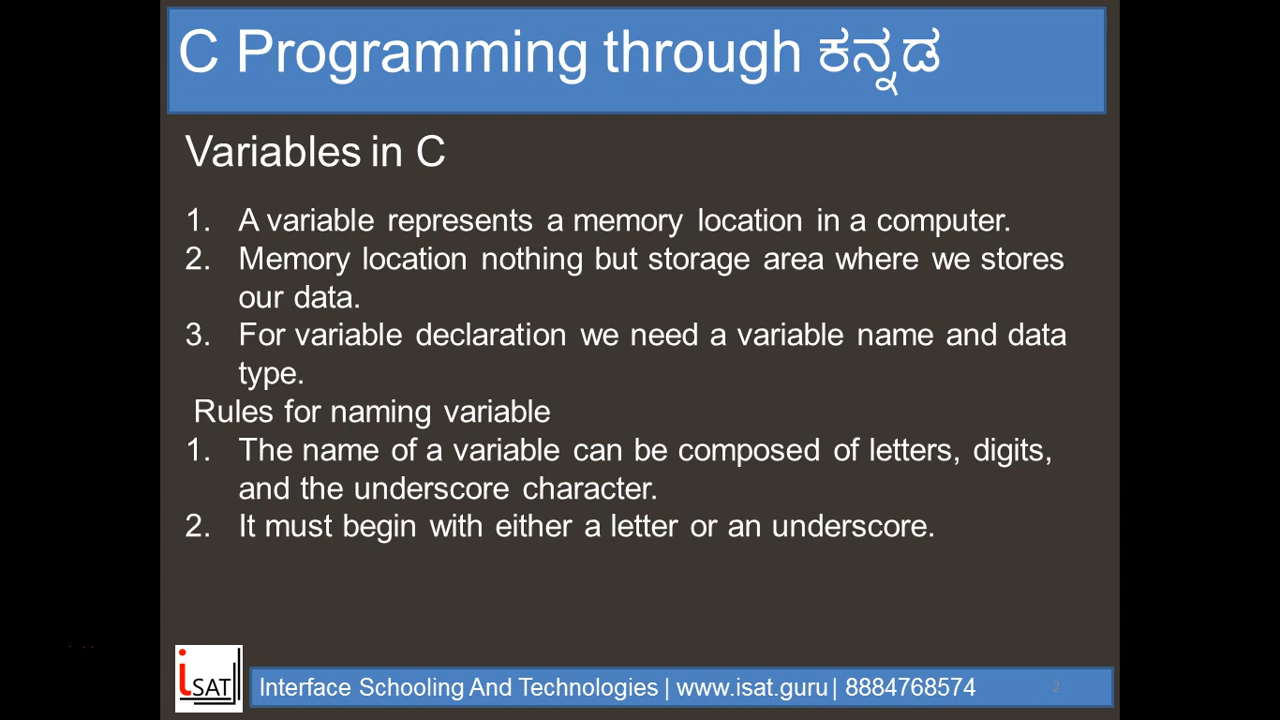 C Programming through ಕನ್ನಡ
Variables in C
1. A variable represents a memory location in a computer.
2. Memory location nothing but storage area where we stores
our data.
3. For variable declaration we need a variable name and data
type.
Rules for naming variable
1. The name of a variable can be composed of letters, digits,
and the underscore character.
2. It must begin with either a letter or an underscore.
iSAT
Interface Schooling And Technologies | www.isat.guru | 8884768574
2